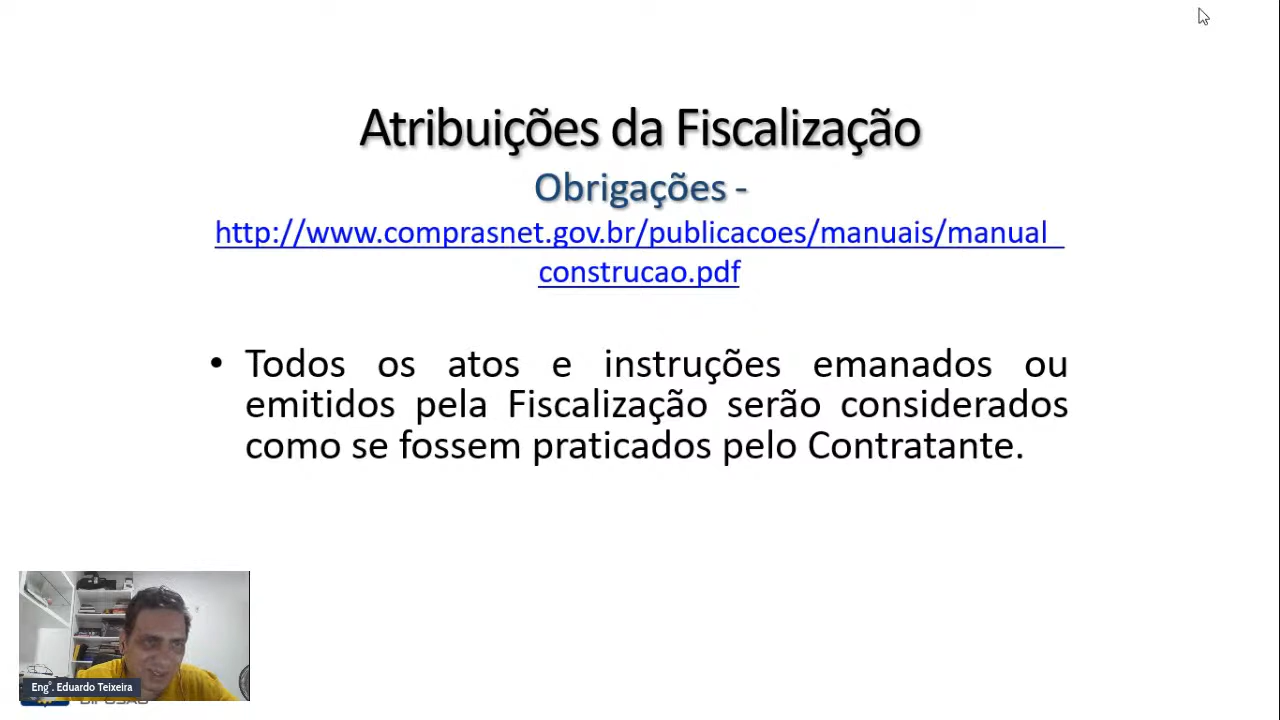 Atribuições da Fiscalização
Obrigações -
http://www.comprasnet.gov.br/publicacoes/manuais/manual_
construcao.pdf
• Todos os atos e instruções emanados ou
emitidos pela Fiscalização serão considerados
como se fossem praticados pelo Contratante.
Eng°. Eduardo Teixeira